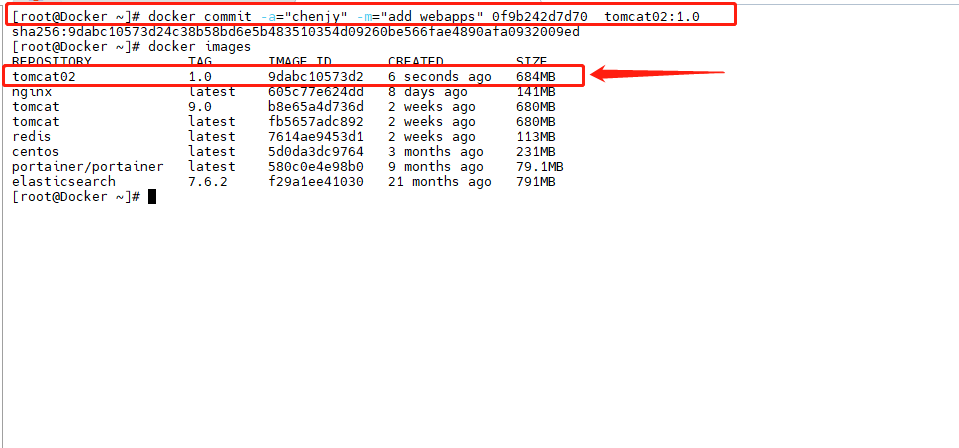 [root@Docker ~]# docker commit -a="chenjy" -m="add webapps" 0f9b242d7d70  tomcat02:1.0
sha256:9dabc10573d24c38b58bd6e5b483510354d09260be566fae4890afa0932009ed
[root@Docker ~]# docker images
REPOSITORY            TAG       IMAGE ID       CREATED         SIZE
tomcat02              1.0       9dabc10573d2   6 seconds ago   684MB
nginx                 latest    605c77e624dd   8 days ago      141MB
tomcat                9.0       b8e65a4d736d   2 weeks ago     680MB
tomcat                latest    fb5657adc892   2 weeks ago     680MB
redis                 latest    7614ae9453d1   2 weeks ago     113MB
centos                latest    5d0da3dc9764   3 months ago    231MB
portainer/portainer   latest    580c0e4e98b0   9 months ago    79.1MB
elasticsearch         7.6.2     f29a1ee41030   21 months ago   791MB
[root@Docker ~]#